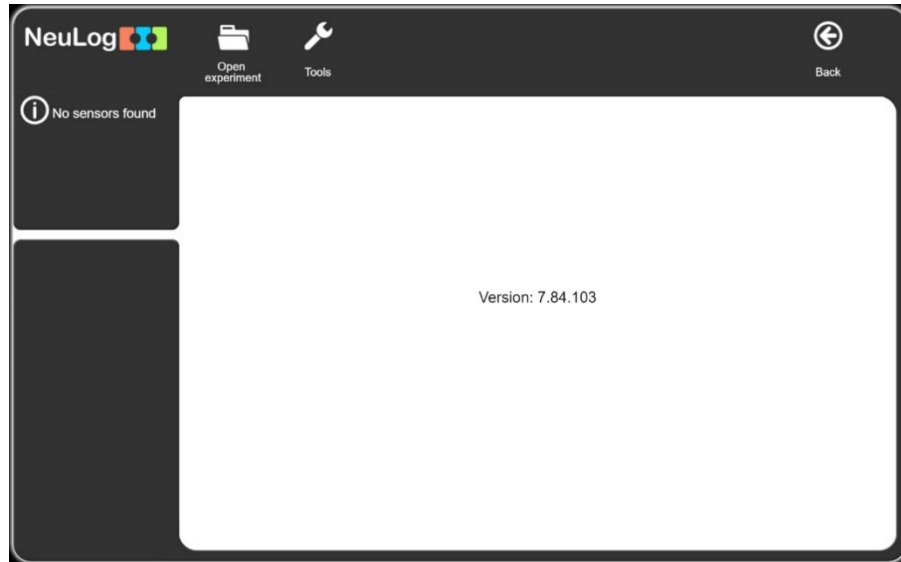 NeuLog
Open
experiment
Tools
Back
No sensors found
Version: 7.84.103